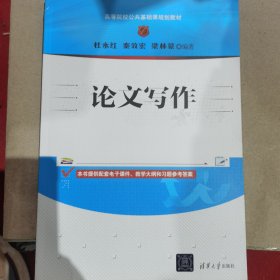 高等院校公共基础课规划教材
杜永红 秦效宏 梁林蒙 编著
论文写作
本书提供配套电子课件、教学大纲和习题参考答案
清华大学出版社